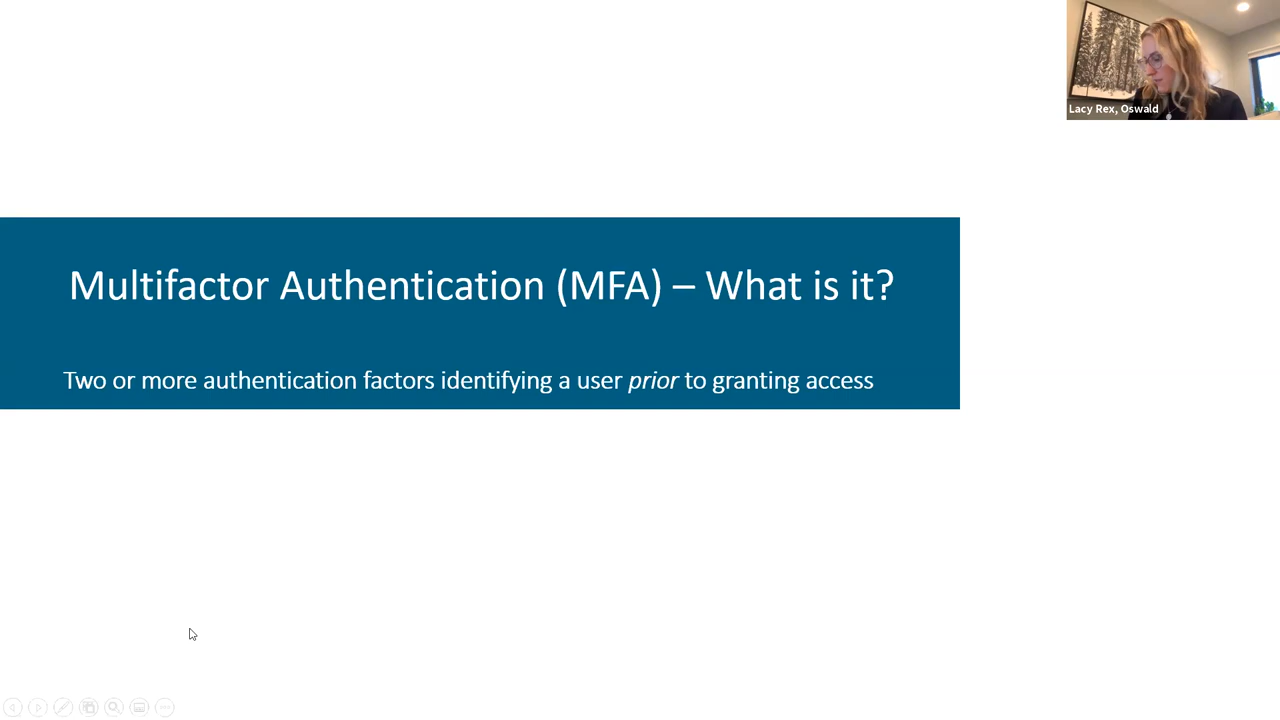 Lacy Rex, Oswald
Multifactor Authentication (MFA) – What is it?
Two or more authentication factors identifying a user prior to granting access